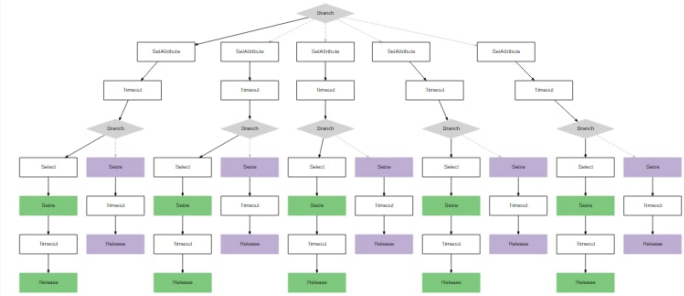 Branch
SetAttribute SetAttribute SetAttribute SetAttribute SetAttribute
Timeout Timeout Timeout Timeout Timeout
Branch Branch Branch Branch Branch
Select Seize Select Seize Select Seize Select Seize Select Seize
Seize Timeout Seize Timeout Seize Timeout Seize Timeout Seize Timeout
Timeout Release Timeout Release Timeout Release Timeout Release Timeout Release
Release Release Release Release Release